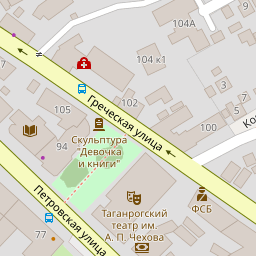 104А
104 к1
3
9
7
5
102
Греческая улица
105
100
Скульптура
"Девочка
и книги"
94
Петровская улица
Таганрогский
театр им.
А. П. Чехова
ФСБ
77